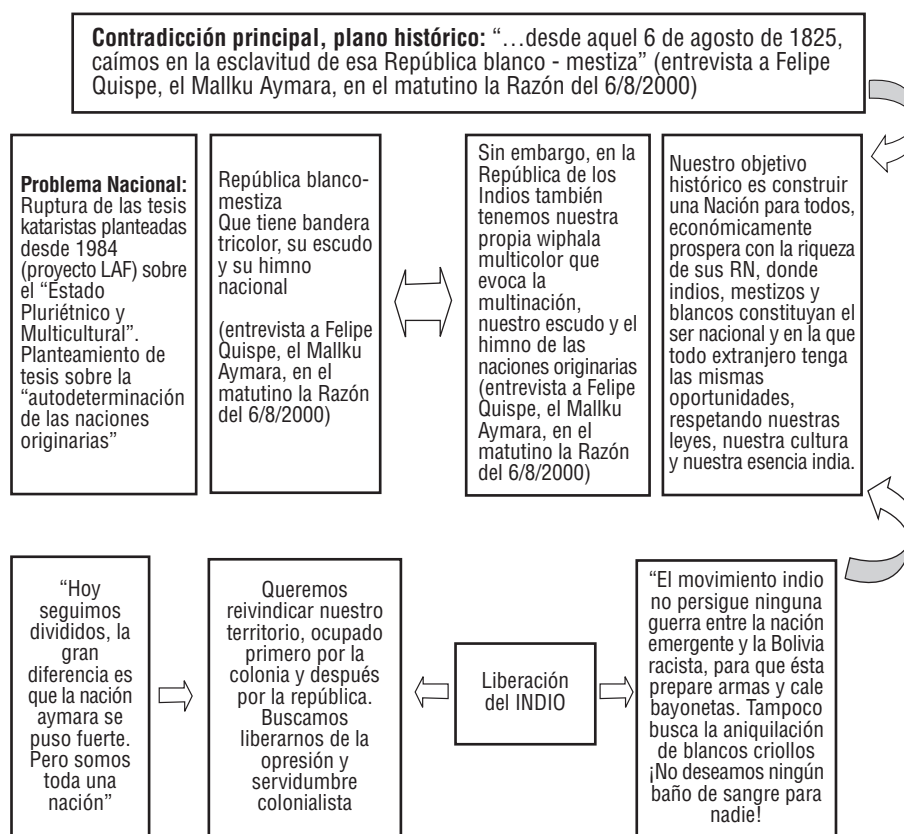 Contradicción principal, plano histórico: “…desde aquel 6 de agosto de 1825,
caímos en la esclavitud de esa República blanco - mestiza” (entrevista a Felipe
Quispe, el Mallku Aymara, en el matutino la Razón del 6/8/2000)
Problema Nacional:
Ruptura de las tesis
kataristas planteadas
desde 1984
(proyecto LAF) sobre
el “Estado
Pluriétnico y
Multicultural”.
Planteamiento de
tesis sobre la
“autodeterminación
de las naciones
originarias”
República blanco-
mestiza
Que tiene bandera
tricolor, su escudo
y su himno
nacional
(entrevista a Felipe
Quispe, el Mallku
Aymara, en el
matutino la Razón
del 6/8/2000)
Sin embargo, en la
República de los
Indios también
tenemos nuestra
propia wiphala
multicolor que
evoca la
multinación,
nuestro escudo y el
himno de las
naciones originarias
(entrevista a Felipe
Quispe, el Mallku
Aymara, en el
matutino la Razón
del 6/8/2000)
Nuestro objetivo
histórico es construir
una Nación para todos,
económicamente
prospera con la riqueza
de sus RN, donde
indios, mestizos y
blancos constituyan el
ser nacional y en la que
todo extranjero tenga
las mismas
oportunidades,
respetando nuestras
leyes, nuestra cultura
y nuestra esencia india.
“Hoy
seguimos
divididos, la
gran
diferencia es
que la nación
aymara se
puso fuerte.
Pero somos
toda una
nación”
Queremos
reivindicar nuestro
territorio, ocupado
primero por la
colonia y después
por la república.
Buscamos
liberarnos de la
opresión y
servidumbre
colonialista
Liberación
del INDIO
“El movimiento indio
no persigue ninguna
guerra entre la nación
emergente y la Bolivia
racista, para que ésta
prepare armas y cale
bayonetas. Tampoco
busca la aniquilación
de blancos criollos
¡No deseamos ningún
baño de sangre para
nadie!